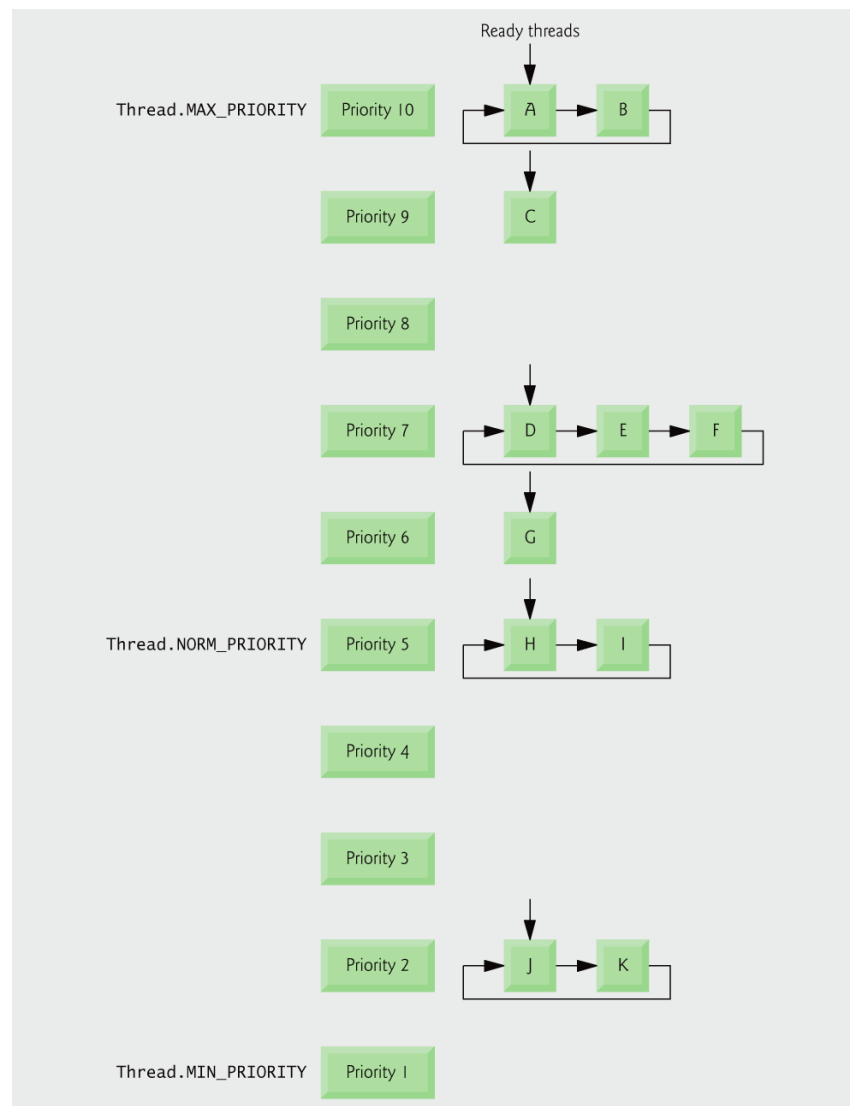 Ready threads
Thread.MAX_PRIORITY Priority 10 A B
Priority 9 C
Priority 8
Priority 7 D E F
Priority 6 G
Thread.NORM_PRIORITY Priority 5 H I
Priority 4
Priority 3
Priority 2 J K
Thread.MIN_PRIORITY Priority 1